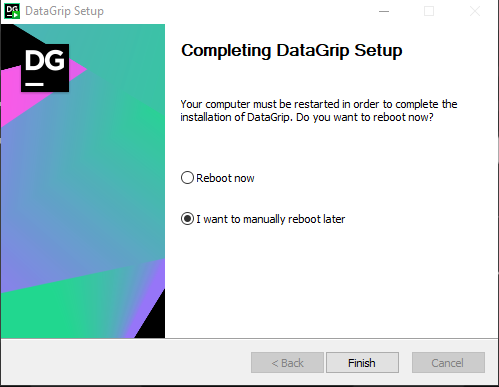 DataGrip Setup
DG
Completing DataGrip Setup
Your computer must be restarted in order to complete the
installation of DataGrip. Do you want to reboot now?
Reboot now
I want to manually reboot later
< Back
Finish
Cancel